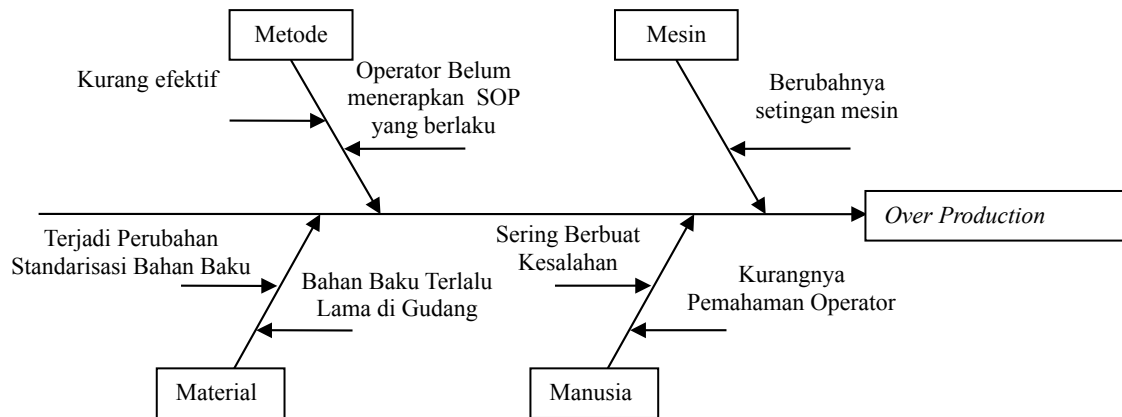 Metode
Mesin
Kurang efektif
Operator Belum
menerapkan SOP
yang berlaku
Berubahnya
setingan mesin
Over Production
Terjadi Perubahan
Standarisasi Bahan Baku
Bahan Baku Terlalu
Lama di Gudang
Sering Berbuat
Kesalahan
Kurangnya
Pemahaman Operator
Material
Manusia